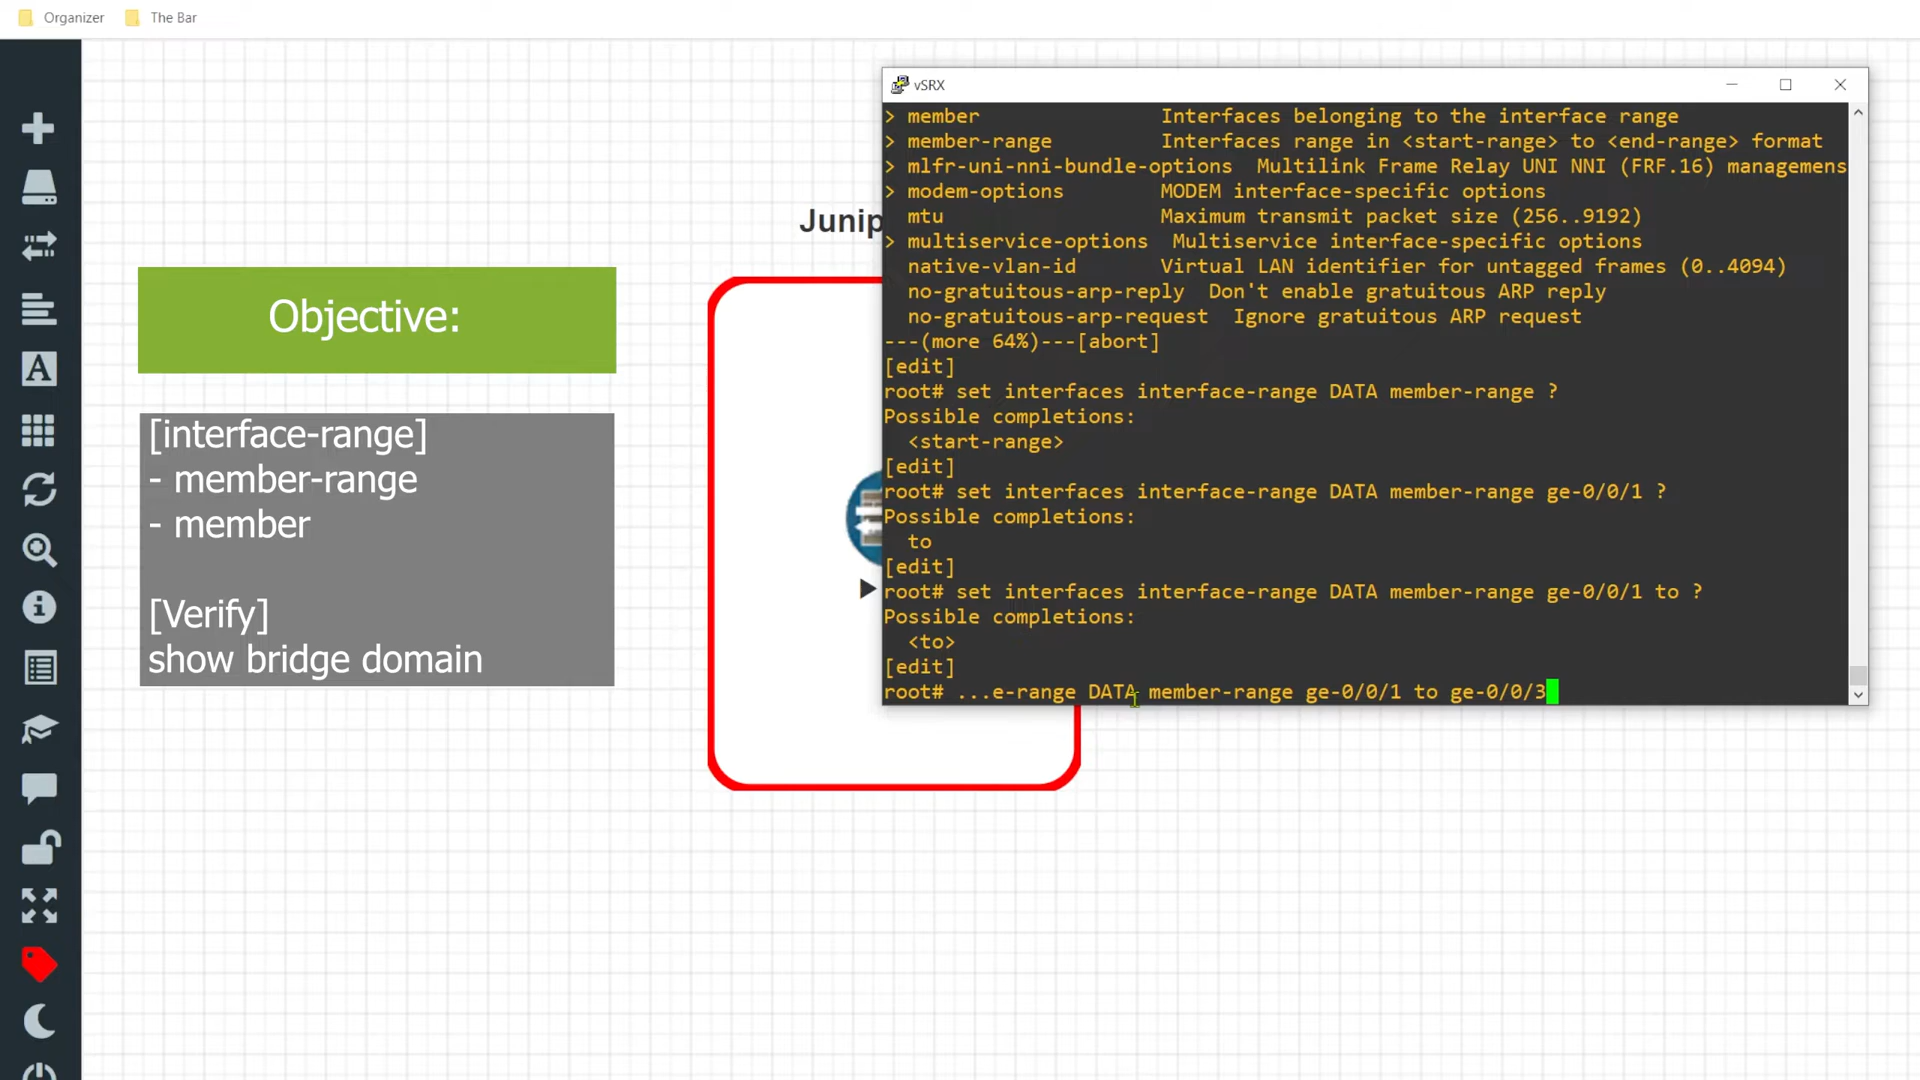 Organizer
The Bar
Junip
Objective:
[interface-range]
- member-range
- member
[Verify]
show bridge domain
vSRX
> member Interfaces belonging to the interface range
> member-range Interfaces range in <start-range> to <end-range> format
> mlfr-uni-nni-bundle-options Multilink Frame Relay UNI NNI (FRF.16) managemens
> modem-options MODEM interface-specific options
mtu Maximum transmit packet size (256..9192)
> multiservice-options Multiservice interface-specific options
native-vlan-id Virtual LAN identifier for untagged frames (0..4094)
no-gratuitous-arp-reply Don't enable gratuitous ARP reply
no-gratuitous-arp-request Ignore gratuitous ARP request
---(more 64%)---[abort]
[edit]
root# set interfaces interface-range DATA member-range ?
Possible completions:
<start-range>
[edit]
root# set interfaces interface-range DATA member-range ge-0/0/1 ?
Possible completions:
to
[edit]
root# set interfaces interface-range DATA member-range ge-0/0/1 to ?
Possible completions:
<to>
[edit]
root# ...e-range DATA member-range ge-0/0/1 to ge-0/0/3